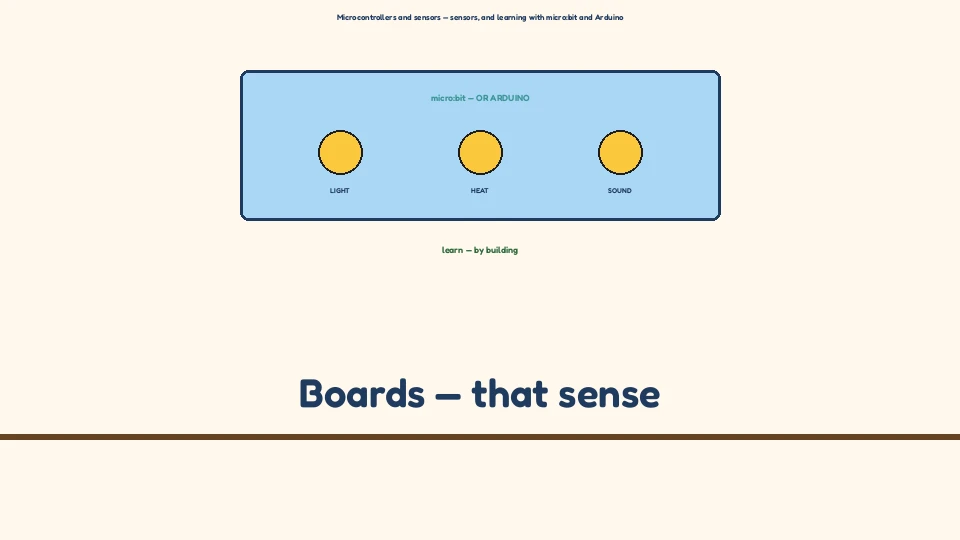 Microcontrollers and sensors — sensors, and learning with micro:bit and Arduino
micro:bit — OR ARDUINO
LIGHT
HEAT
SOUND
learn — by building
Boards — that sense